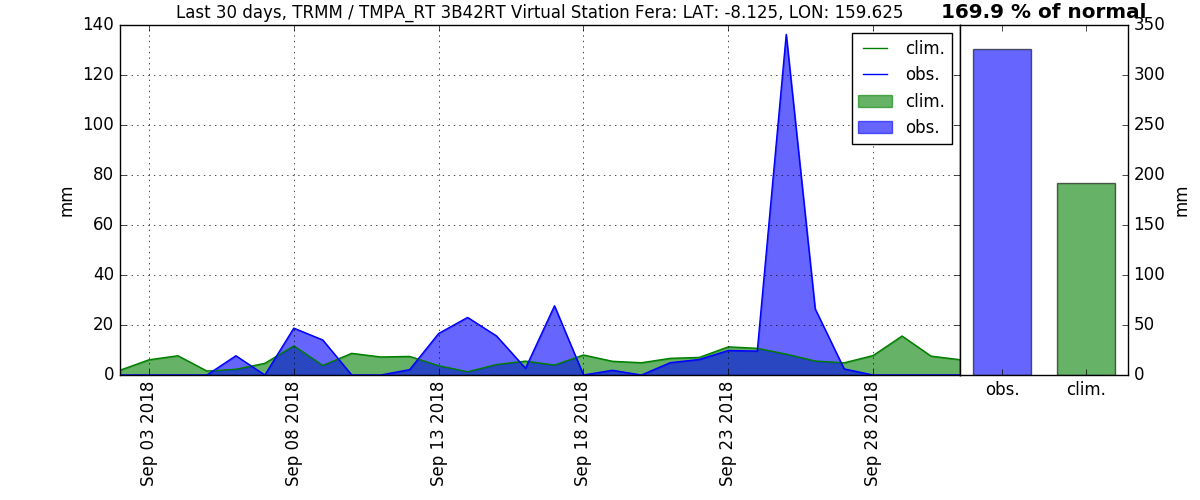 Last 30 days, TRMM / TMPA_RT 3B42RT Virtual Station Fera: LAT: -8.125, LON: 159.625
169.9 % of normal
140
120
100
80
60
40
20
0
mm
Sep 03 2018
Sep 08 2018
Sep 13 2018
Sep 18 2018
Sep 23 2018
Sep 28 2018
clim.
obs.
clim.
obs.
350
300
250
200
150
100
50
0
mm
obs.
clim.